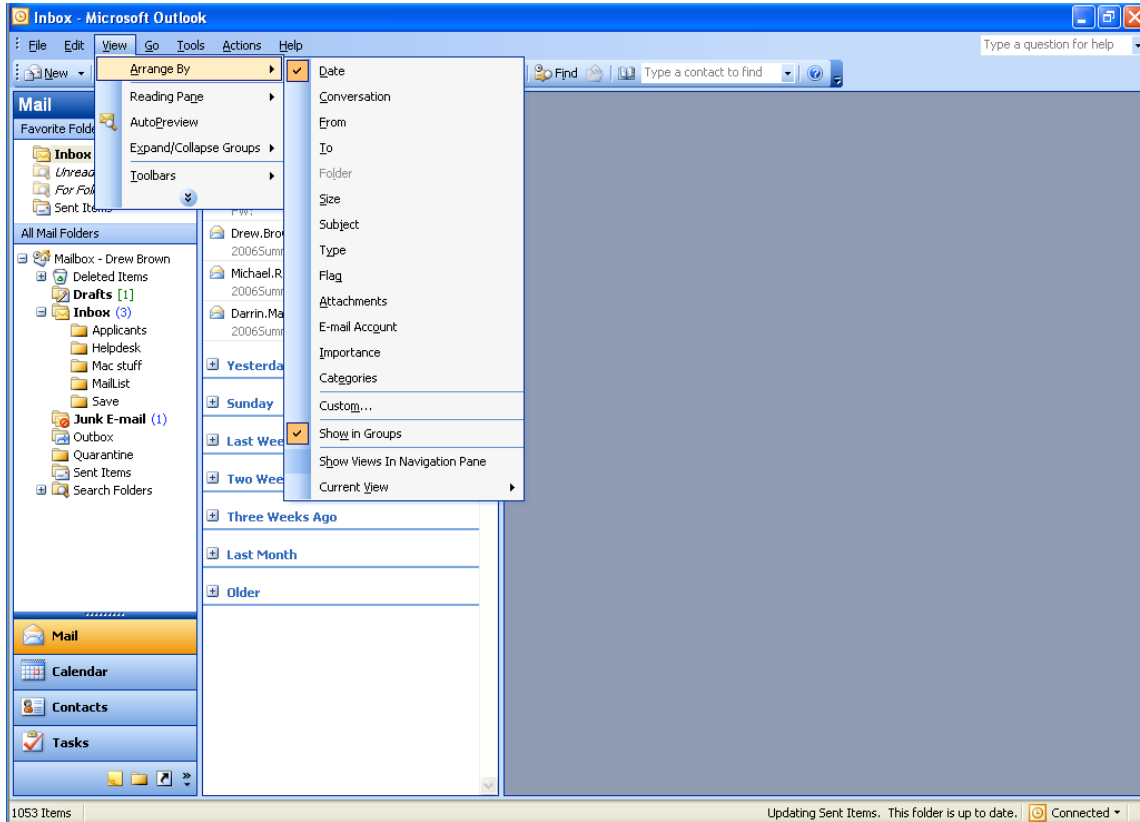 Inbox - Microsoft Outlook
File Edit View Go Tools Actions Help
Type a question for help
New
Find
Type a contact to find
Arrange By
Reading Pane
AutoPreview
Expand/Collapse Groups
Toolbars
Date
Conversation
From
To
Folder
Size
Subject
Type
Flag
Attachments
E-mail Account
Importance
Categories
Custom...
Show in Groups
Show Views In Navigation Pane
Current View
Mail
Favorite Folde
Inbox
Unread
For Fol
Sent Items
All Mail Folders
Mailbox - Drew Brown
Deleted Items
Drafts [1]
Inbox (3)
Applicants
Helpdesk
Mac stuff
MailList
Save
Junk E-mail (1)
Outbox
Quarantine
Sent Items
Search Folders
FW:
Drew.Bro
2006Sum
Michael.R
2006Sum
Darrin.Ma
2006Sum
Yesterda
Sunday
Last Wee
Two Wee
Three Weeks Ago
Last Month
Older
Mail
Calendar
Contacts
Tasks
1053 Items
Updating Sent Items. This folder is up to date.
Connected